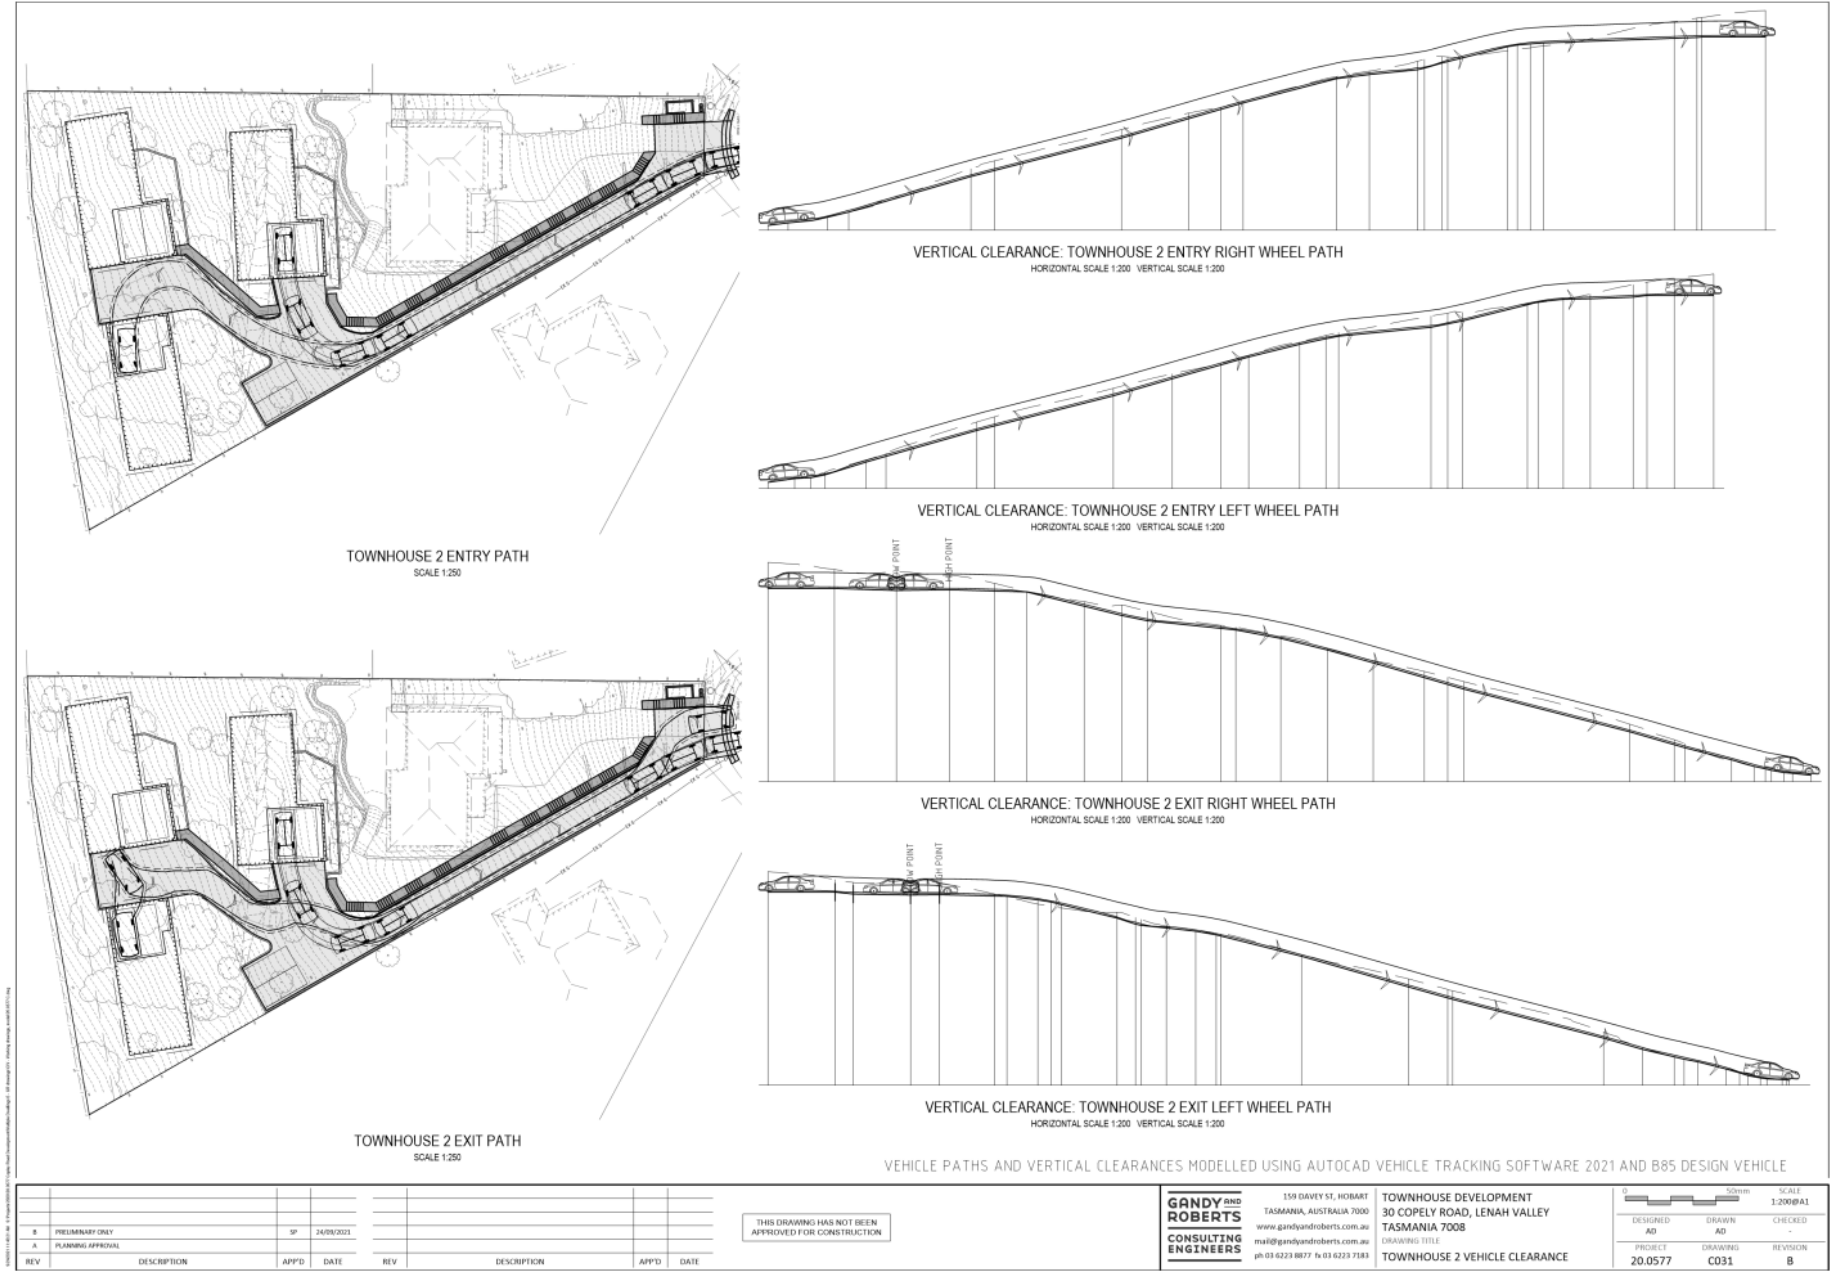 VERTICAL CLEARANCE: TOWNHOUSE 2 ENTRY RIGHT WHEEL PATH
HORIZONTAL SCALE 1:200 VERTICAL SCALE 1:200
VERTICAL CLEARANCE: TOWNHOUSE 2 ENTRY LEFT WHEEL PATH
HORIZONTAL SCALE 1:200 VERTICAL SCALE 1:200
TOWNHOUSE 2 ENTRY PATH
SCALE 1:250
HIGH POINT
VERTICAL CLEARANCE: TOWNHOUSE 2 EXIT RIGHT WHEEL PATH
HORIZONTAL SCALE 1:200 VERTICAL SCALE 1:200
POINT
POINT
VERTICAL CLEARANCE: TOWNHOUSE 2 EXIT LEFT WHEEL PATH
HORIZONTAL SCALE 1:200 VERTICAL SCALE 1:200
TOWNHOUSE 2 EXIT PATH
SCALE 1:250
VEHICLE PATHS AND VERTICAL CLEARANCES MODELLED USING AUTOCAD VEHICLE TRACKING SOFTWARE 2021 AND B85 DESIGN VEHICLE
B PRELIMINARY ONLY SP 24/09/2021
A PLANNING APPROVAL
REV DESCRIPTION APP'D DATE REV DESCRIPTION APP'D DATE
THIS DRAWING HAS NOT BEEN
APPROVED FOR CONSTRUCTION
GANDY AND
ROBERTS
CONSULTING
ENGINEERS
159 DAVEY ST, HOBART
TASMANIA, AUSTRALIA 7000
www.gandyandroberts.com.au
mail@gandyandroberts.com.au
ph 03 6223 8877 fx 03 6223 7183
TOWNHOUSE DEVELOPMENT
30 COPELY ROAD, LENAH VALLEY
TASMANIA 7008
DRAWING TITLE
TOWNHOUSE 2 VEHICLE CLEARANCE
0 50mm
SCALE
1:200@A1
DESIGNED DRAWN CHECKED
AD AD -
PROJECT DRAWING REVISION
20.0577 C031 B